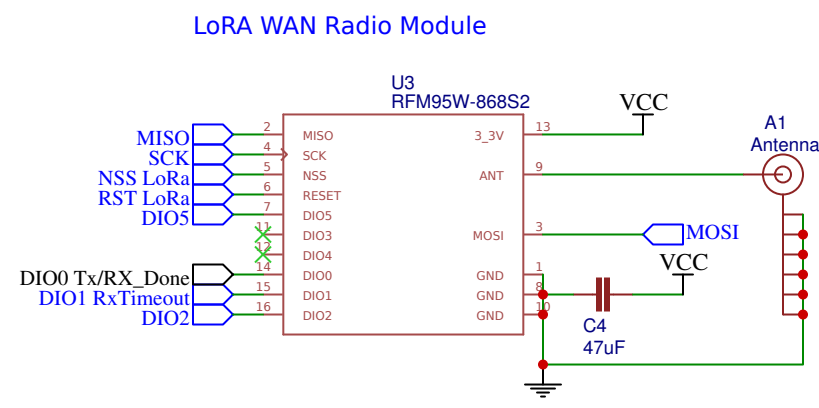 LoRA WAN Radio Module
U3
RFM95W-868S2
VCC
A1
Antenna
MISO 2 MISO 3_3V 13
SCK 4 SCK
NSS LoRa 5 NSS ANT 9
RST LoRa 6 RESET
DIO5 7 DIO5
11 DIO3 MOSI 3 MOSI
12 DIO4
VCC
DIO0 Tx/RX_Done 14 DIO0 GND 1
DIO1 RxTimeout 15 DIO1 GND 8
DIO2 16 DIO2 GND 10
C4
47uF